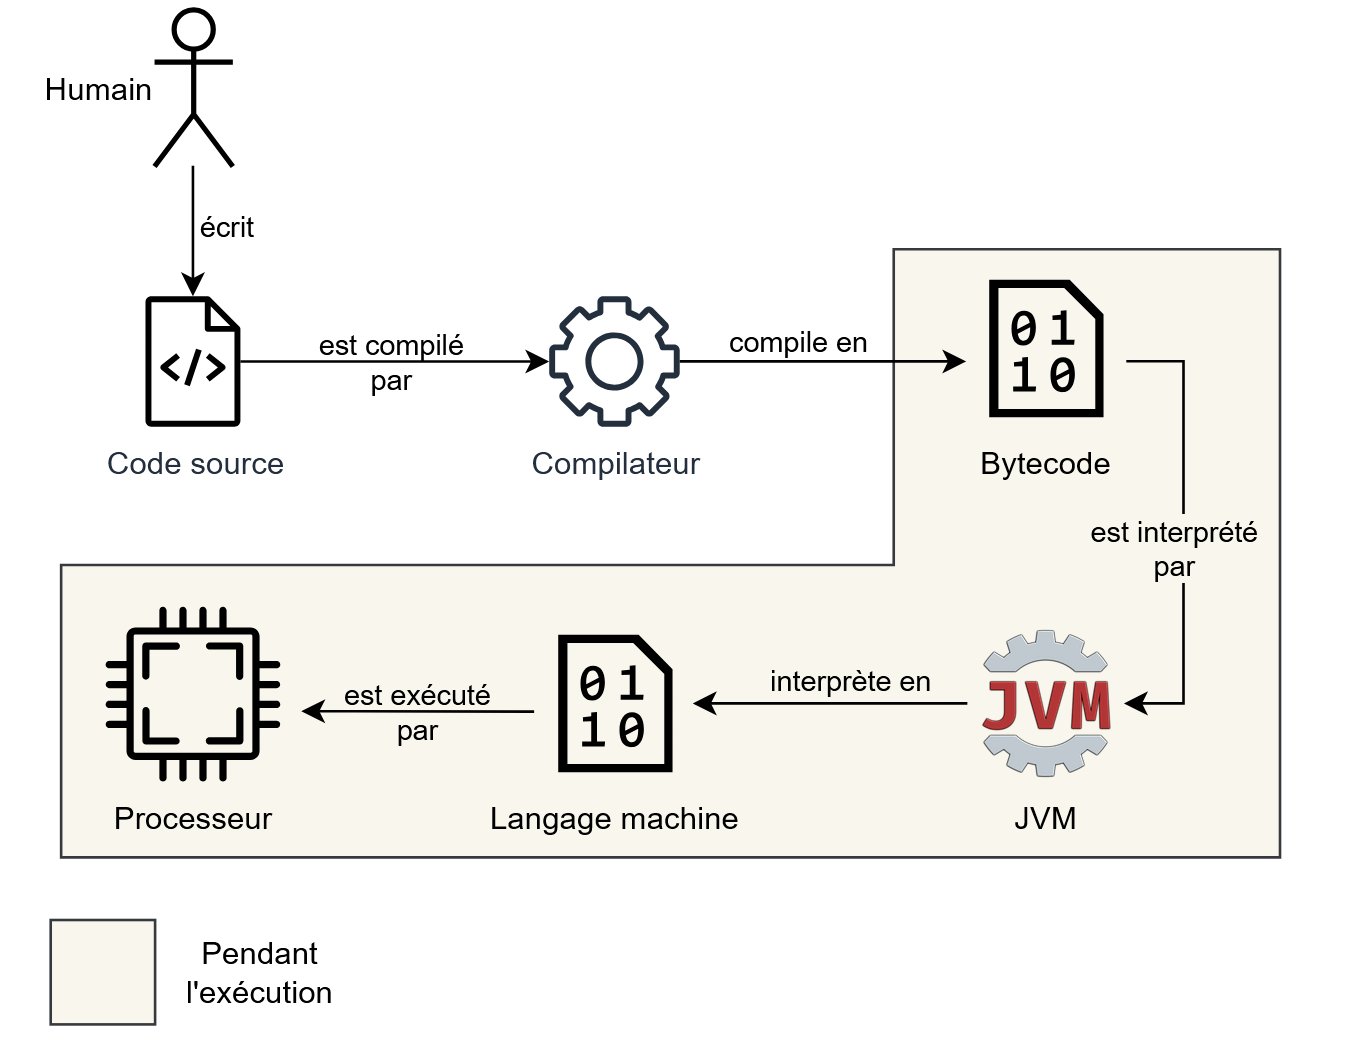 Humain
écrit
</>
est compilé
par
compile en
01
10
Code source
Compilateur
Bytecode
est interprété
par
01
10
JVM
interprète en
est exécuté
par
Processeur
Langage machine
JVM
Pendant
l'exécution